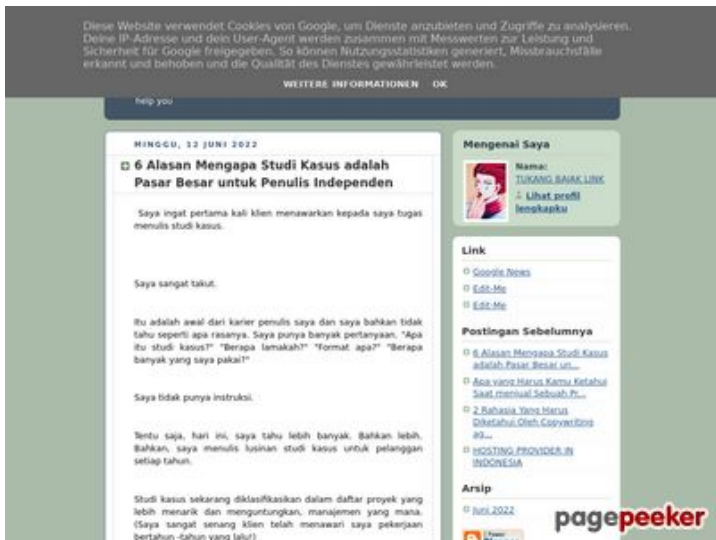 Diese Website verwendet Cookies von Google, um Dienste anzubieten und Zugriffe zu analysieren.
Deine IP-Adresse und dein User-Agent werden zusammen mit Messwerten zur Leistung und
Sicherheit für Google freigegeben. So können Nutzungsstatistiken generiert, Missbrauchsfälle
erkannt und behoben und die Qualität des Dienstes gewährleistet werden.
WEITERE INFORMATIONEN OK
help you
MINGGU, 12 JUNI 2022
6 Alasan Mengapa Studi Kasus adalah
Pasar Besar untuk Penulis Independen
Saya ingat pertama kali klien menawarkan kepada saya tugas
menulis studi kasus.
Saya sangat takut.
Itu adalah awal dari karier penulis saya dan saya bahkan tidak
tahu seperti apa rasanya. Saya punya banyak pertanyaan. "Apa
itu studi kasus?" "Berapa lamakah?" "Format apa?" "Berapa
banyak yang saya pakai?"
Saya tidak punya instruksi.
Tentu saja, hari ini, saya tahu lebih banyak. Bahkan lebih.
Bahkan, saya menulis lusinan studi kasus untuk pelanggan
setiap tahun.
Studi kasus sekarang diklasifikasikan dalam daftar proyek yang
lebih menarik dan menguntungkan, manajemen yang mana.
(Saya sangat senang klien telah menawari saya pekerjaan
bertahun -tahun yang lalu!)
Mengenai Saya
Nama:
TUKANG BAJAK LINK
Lihat profil
lengkapku
Link
Google News
Edit-Me
Edit-Me
Postingan Sebelumnya
6 Alasan Mengapa Studi Kasus
adalah Pasar Besar un...
Apa yang Harus Kamu Ketahui
Saat menjual Sebuah Pr...
2 Rahasia Yang Harus
Diketahui Oleh Copywriting
ag...
HOSTING PROVIDER IN
INDONESIA
Arsip
Juni 2022
pagepeeker